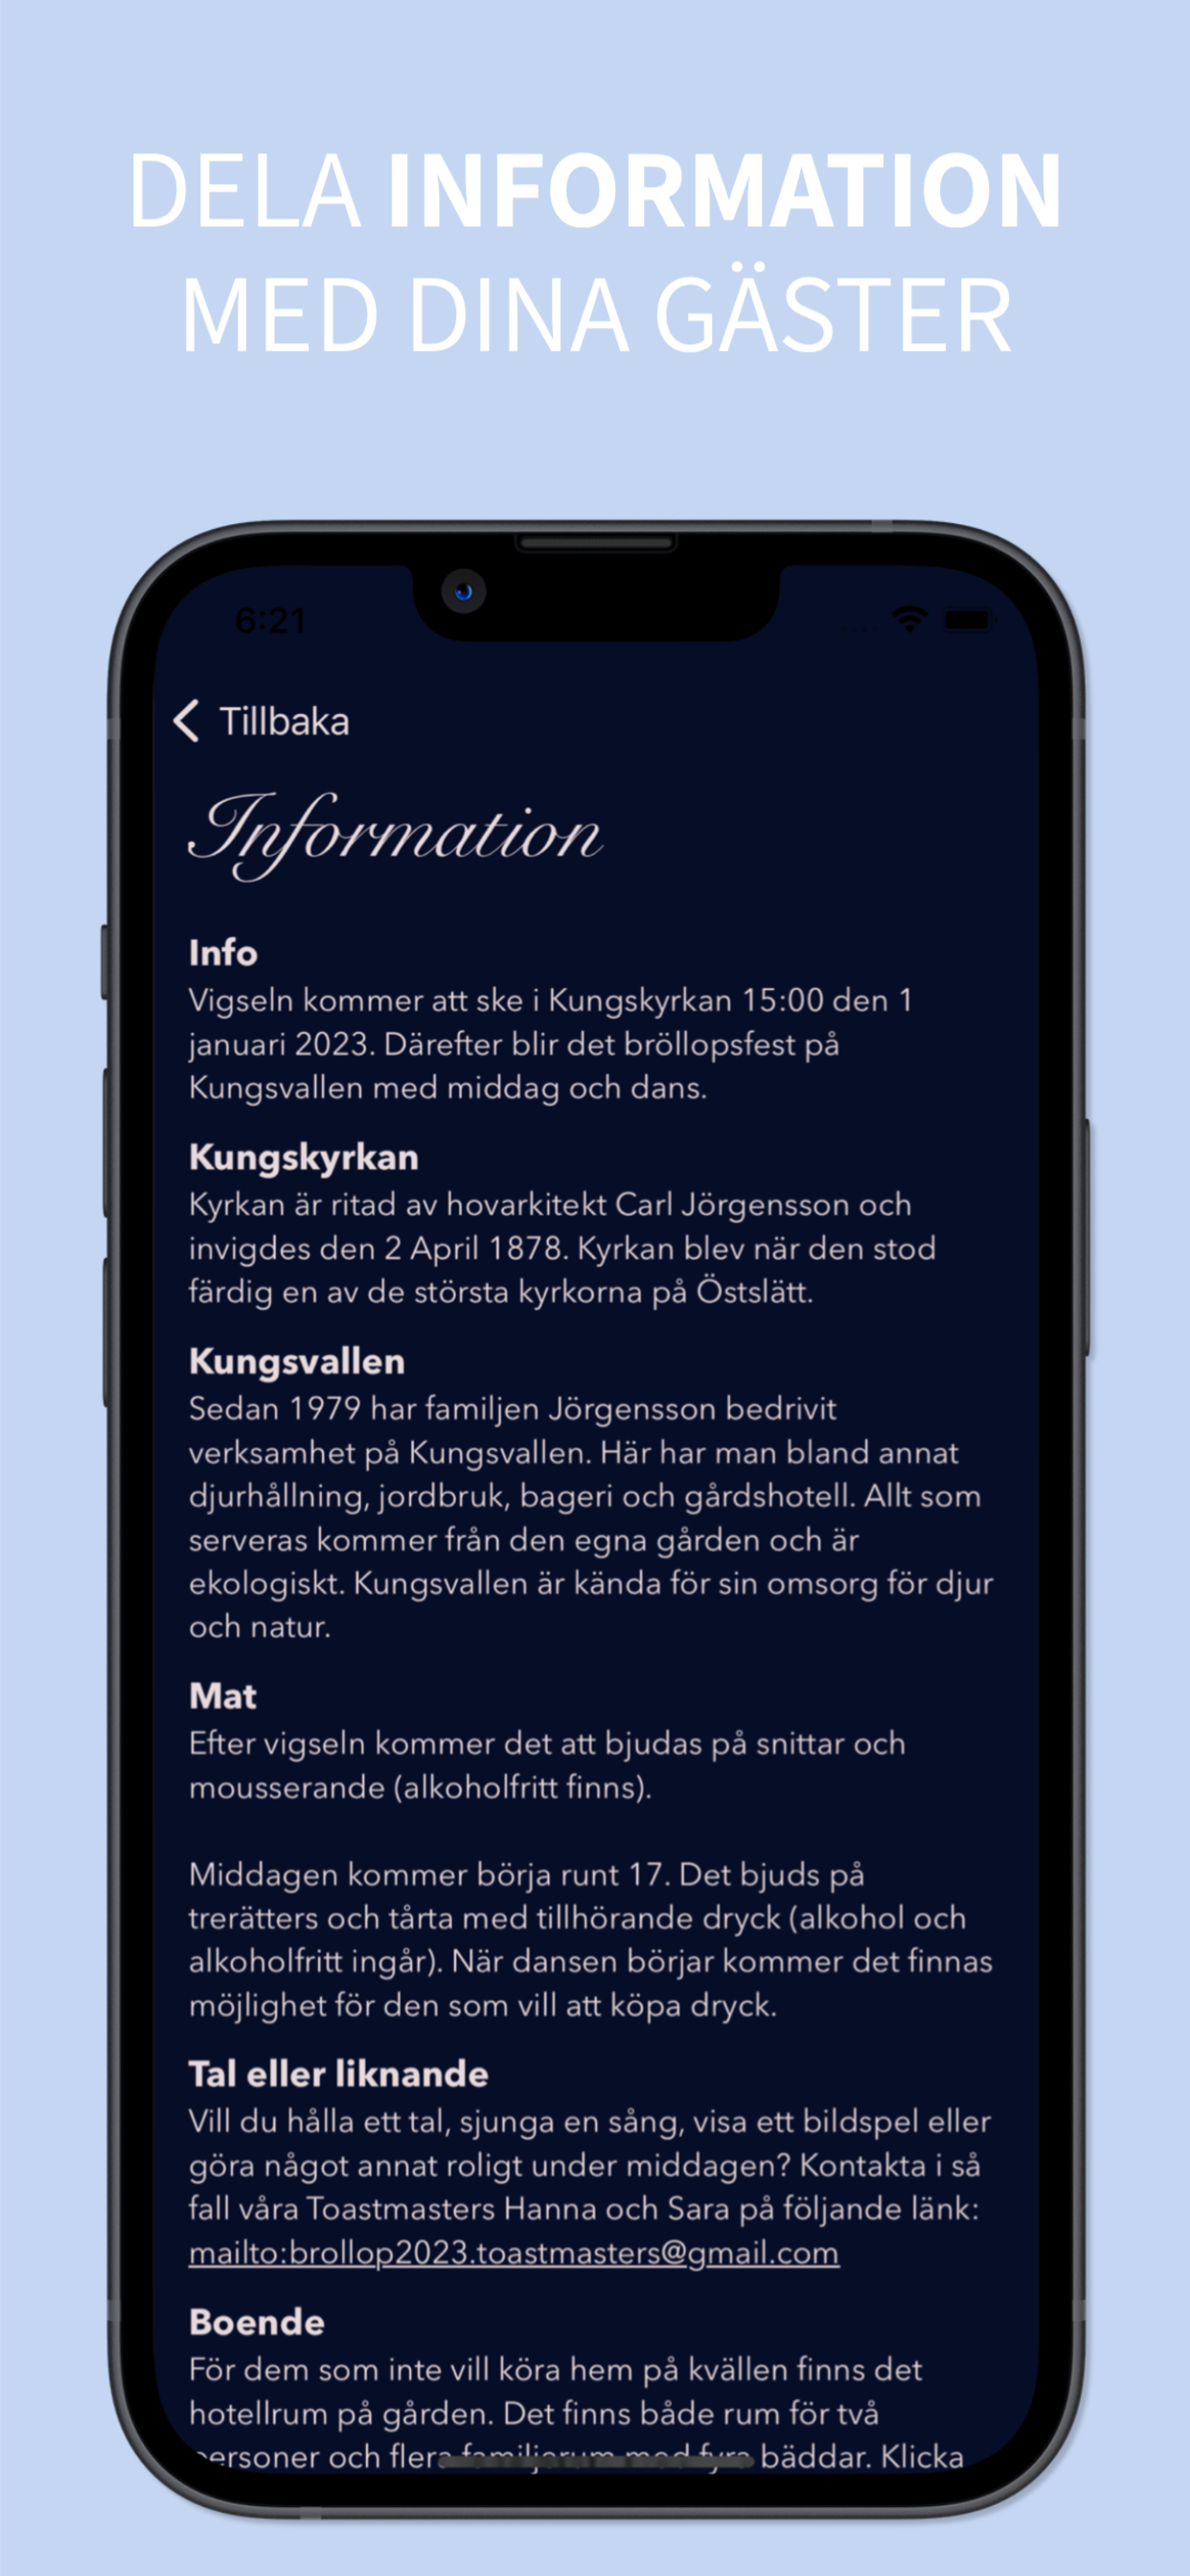 DELA INFORMATION
MED DINA GÄSTER
6:21
Tillbaka
Information
Info
Vigseln kommer att ske i Kungskyrkan 15:00 den 1
januari 2023. Därefter blir det bröllopsfest på
Kungsvallen med middag och dans.
Kungskyrkan
Kyrkan är ritad av hovarkitekt Carl Jörgensson och
invigdes den 2 April 1878. Kyrkan blev när den stod
färdig en av de största kyrkorna på Östslätt.
Kungsvallen
Sedan 1979 har familjen Jörgensson bedrivit
verksamhet på Kungsvallen. Här har man bland annat
djurhållning, jordbruk, bageri och gårdshotell. Allt som
serveras kommer från den egna gården och är
ekologiskt. Kungsvallen är kända för sin omsorg för djur
och natur.
Mat
Efter vigseln kommer det att bjudas på snittar och
mousserande (alkoholfritt finns).
Middagen kommer börja runt 17. Det bjuds på
trerätters och tårta med tillhörande dryck (alkohol och
alkoholfritt ingår). När dansen börjar kommer det finnas
möjlighet för den som vill att köpa dryck.
Tal eller liknande
Vill du hålla ett tal, sjunga en sång, visa ett bildspel eller
göra något annat roligt under middagen? Kontakta i så
fall våra Toastmasters Hanna och Sara på följande länk:
mailto:brollop2023.toastmasters@gmail.com
Boende
För dem som inte vill köra hem på kvällen finns det
hotellrum på gården. Det finns både rum för två
personer och flera familjerum med fyra bäddar. Klicka